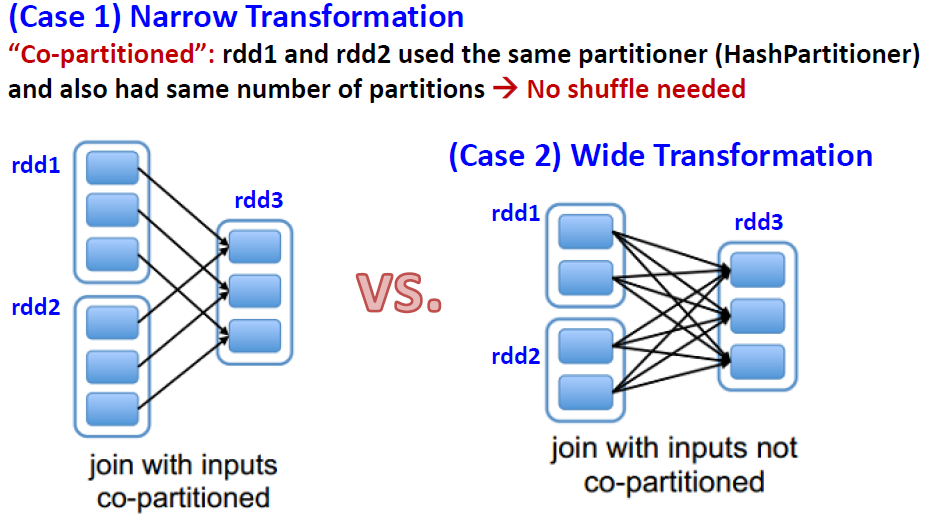 (Case 1) Narrow Transformation
“Co-partitioned”: rdd1 and rdd2 used the same partitioner (HashPartitioner)
and also had same number of partitions → No shuffle needed
rdd1
rdd3
rdd2
join with inputs
co-partitioned
vs.
(Case 2) Wide Transformation
rdd1
rdd3
rdd2
join with inputs not
co-partitioned